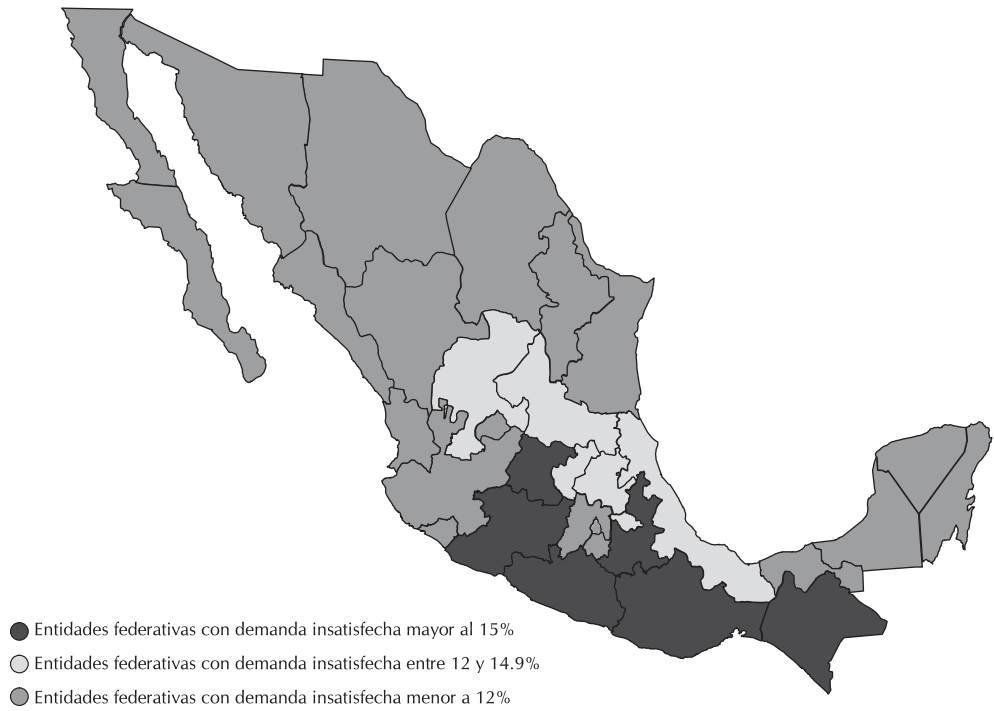 Entidades federativas con demanda insatisfecha mayor al 15%
Entidades federativas con demanda insatisfecha entre 12 y 14.9%
Entidades federativas con demanda insatisfecha menor a 12%